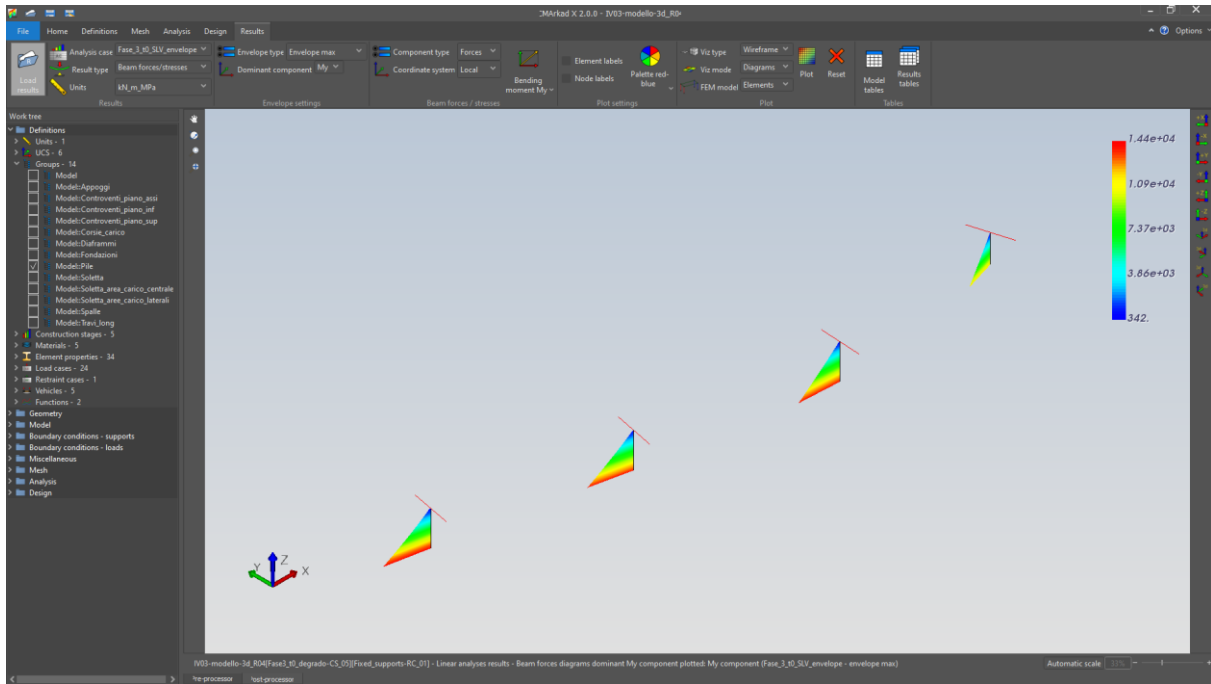 CMArkad X 2.0.0 - IV03-modello-3d_R04
File Home Definitions Mesh Analysis Design Results
Options
Load results
Analysis case Fase_3_t0_SLV_envelope
Result type Beam forces/stresses
Units kN_m_MPa
Results
Envelope type Envelope max
Dominant component My
Envelope settings
Component type Forces
Coordinate system Local
Bending moment My
Beam forces / stresses
Element labels
Node labels
Palette red-blue
Plot settings
Viz type Wireframe
Viz mode Diagrams
FEM model Elements
Plot
Reset
Plot
Model tables
Results tables
Tables
Work tree
Definitions
Units - 1
UCS - 6
Groups - 14
Model
Model::Appoggi
Model::Controventi_piano_assi
Model::Controventi_piano_inf
Model::Controventi_piano_sup
Model::Corsie_carico
Model::Diaframmi
Model::Fondazioni
Model::Pile
Model::Soletta
Model::Soletta_area_carico_centrale
Model::Soletta_aree_carico_laterali
Model::Spalle
Model::Travi_long
Construction stages - 5
Materials - 5
Element properties - 34
Load cases - 24
Restraint cases - 1
Vehicles - 5
Functions - 2
Geometry
Model
Boundary conditions - supports
Boundary conditions - loads
Miscellaneous
Mesh
Analysis
Design
1.44e+04
1.09e+04
7.37e+03
3.86e+03
342.
Z
Y
X
IV03-modello-3d_R04[Fase3_t0_degrado-CS_05][Fixed_supports-RC_01] - Linear analyses results - Beam forces diagrams dominant My component plotted: My component (Fase_3_t0_SLV_envelope - envelope max)
Automatic scale 33%
Pre-processor Post-processor